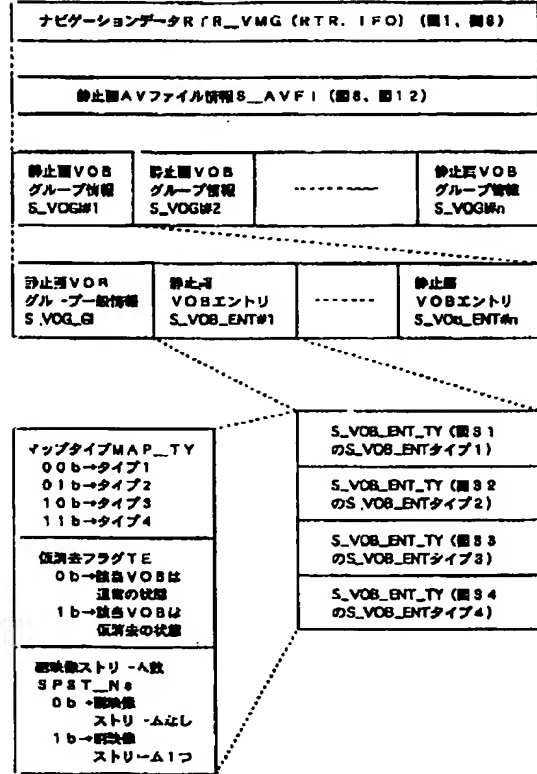 ナビゲーションデータRTR__VMG (RTR. IFO) (図1、図8)
静止画AVファイル情報S__AVFI (図8、図12)
静止画VOB
グループ情報
S_VOGI#1
静止画VOB
グループ情報
S_VOGI#2
静止画VOB
グループ情報
S_VOGI#n
静止画VOB
グループ一般情報
S_VOG_GI
静止画
VOBエントリ
S_VOB_ENT#1
静止画
VOBエントリ
S_VOB_ENT#n
マップタイプMAP__TY
00b→タイプ1
01b→タイプ2
10b→タイプ3
11b→タイプ4
仮消去フラグTE
0b→該当VOBは
通常の状態
1b→該当VOBは
仮消去の状態
副映像ストリーム数
SPST__Ns
0b→副映像
ストリームなし
1b→副映像
ストリーム1つ
S_VOB_ENT_TY (図31
のS_VOB_ENTタイプ1)
S_VOB_ENT_TY (図32
のS_VOB_ENTタイプ2)
S_VOB_ENT_TY (図33
のS_VOB_ENTタイプ3)
S_VOB_ENT_TY (図34
のS_VOB_ENTタイプ4)